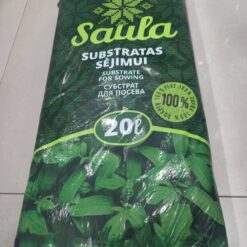 Saula
SUBSTRATAS
SĖJIMUI
SUBSTRATE
FOR SOWING
СУБСТРАТ
ДЛЯ ПОСЕВА
100%
20ℓ